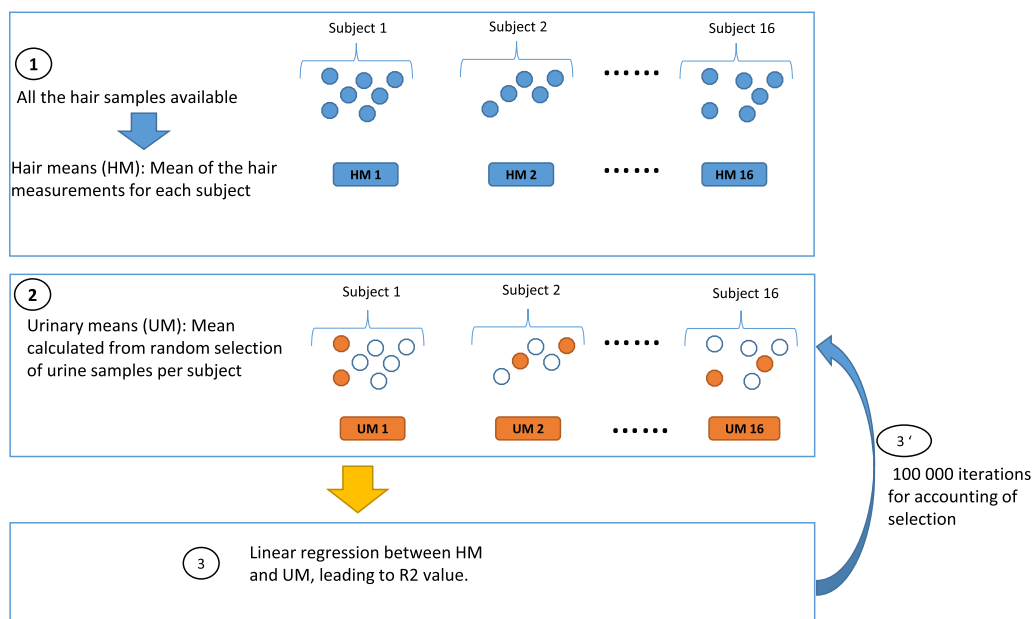 Subject 1
Subject 2
Subject 16
1
All the hair samples available
Hair means (HM): Mean of the hair
measurements for each subject
HM 1
HM 2
HM 16
2
Subject 1
Subject 2
Subject 16
Urinary means (UM): Mean
calculated from random selection
of urine samples per subject
UM 1
UM 2
UM 16
3 ‘
100 000 iterations
for accounting of
selection
3
Linear regression between HM
and UM, leading to R2 value.